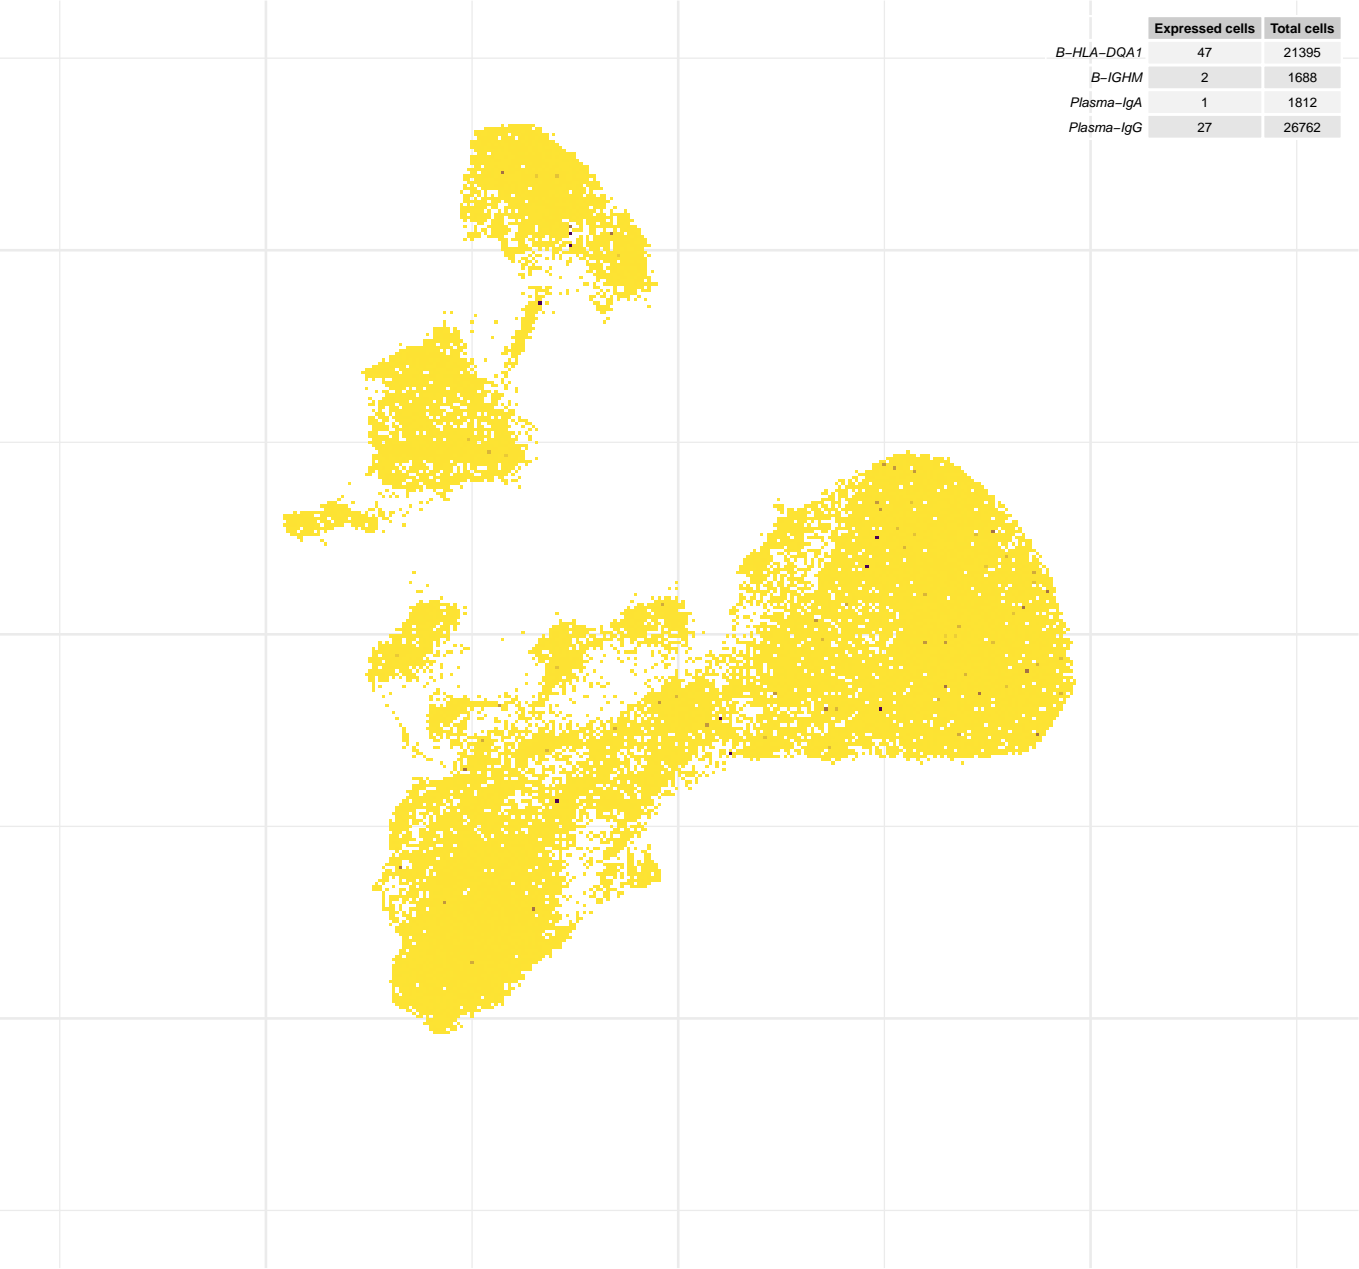 Expressed cells Total cells
B−HLA−DQA1 47 21395
B−IGHM 2 1688
Plasma−IgA 1 1812
Plasma−IgG 27 26762